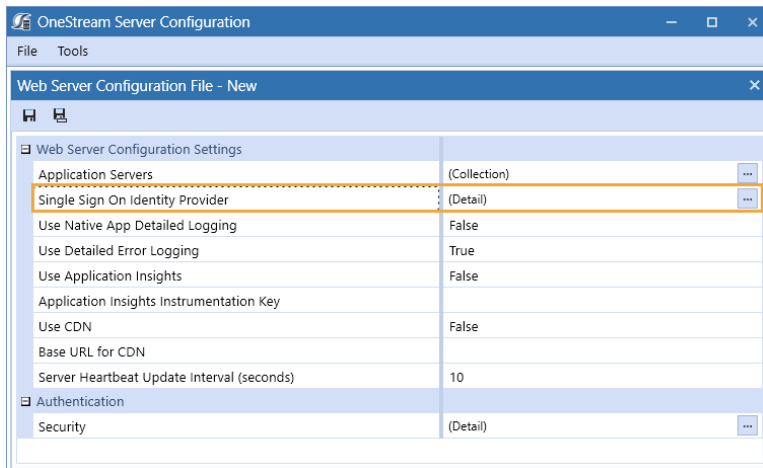 OneStream Server Configuration
File Tools
Web Server Configuration File - New
Web Server Configuration Settings
Application Servers (Collection) ...
Single Sign On Identity Provider (Detail) ...
Use Native App Detailed Logging False
Use Detailed Error Logging True
Use Application Insights False
Application Insights Instrumentation Key
Use CDN False
Base URL for CDN
Server Heartbeat Update Interval (seconds) 10
Authentication
Security (Detail) ...